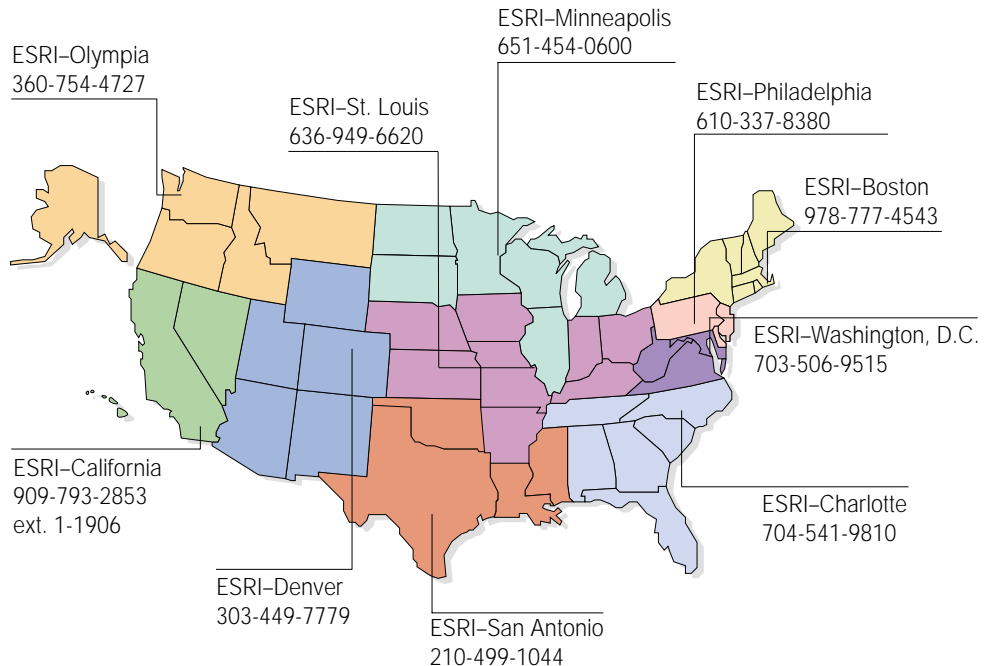 ESRI–Minneapolis
651-454-0600
ESRI–Olympia
360-754-4727
ESRI–St. Louis
636-949-6620
ESRI–Philadelphia
610-337-8380
ESRI–Boston
978-777-4543
ESRI–Washington, D.C.
703-506-9515
ESRI–California
909-793-2853
ext. 1-1906
ESRI–Charlotte
704-541-9810
ESRI–Denver
303-449-7779
ESRI–San Antonio
210-499-1044